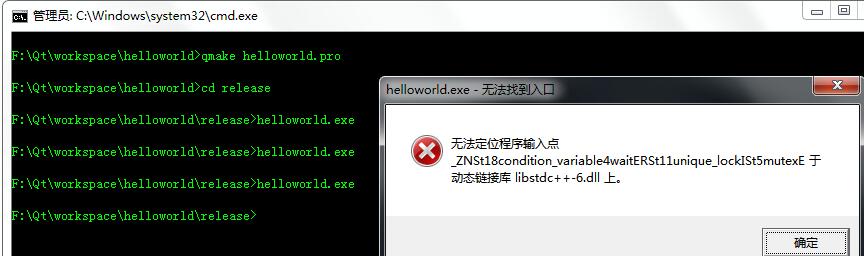 管理员: C:\Windows\system32\cmd.exe
F:\Qt\workspace\helloworld>qmake helloworld.pro
F:\Qt\workspace\helloworld>cd release
F:\Qt\workspace\helloworld\release>helloworld.exe
F:\Qt\workspace\helloworld\release>helloworld.exe
F:\Qt\workspace\helloworld\release>helloworld.exe
F:\Qt\workspace\helloworld\release>
helloworld.exe - 无法找到入口
无法定位程序输入点
_ZNSt18condition_variable4waitERSt11unique_lockISt5mutexE 于
动态链接库 libstdc++-6.dll 上。
确定